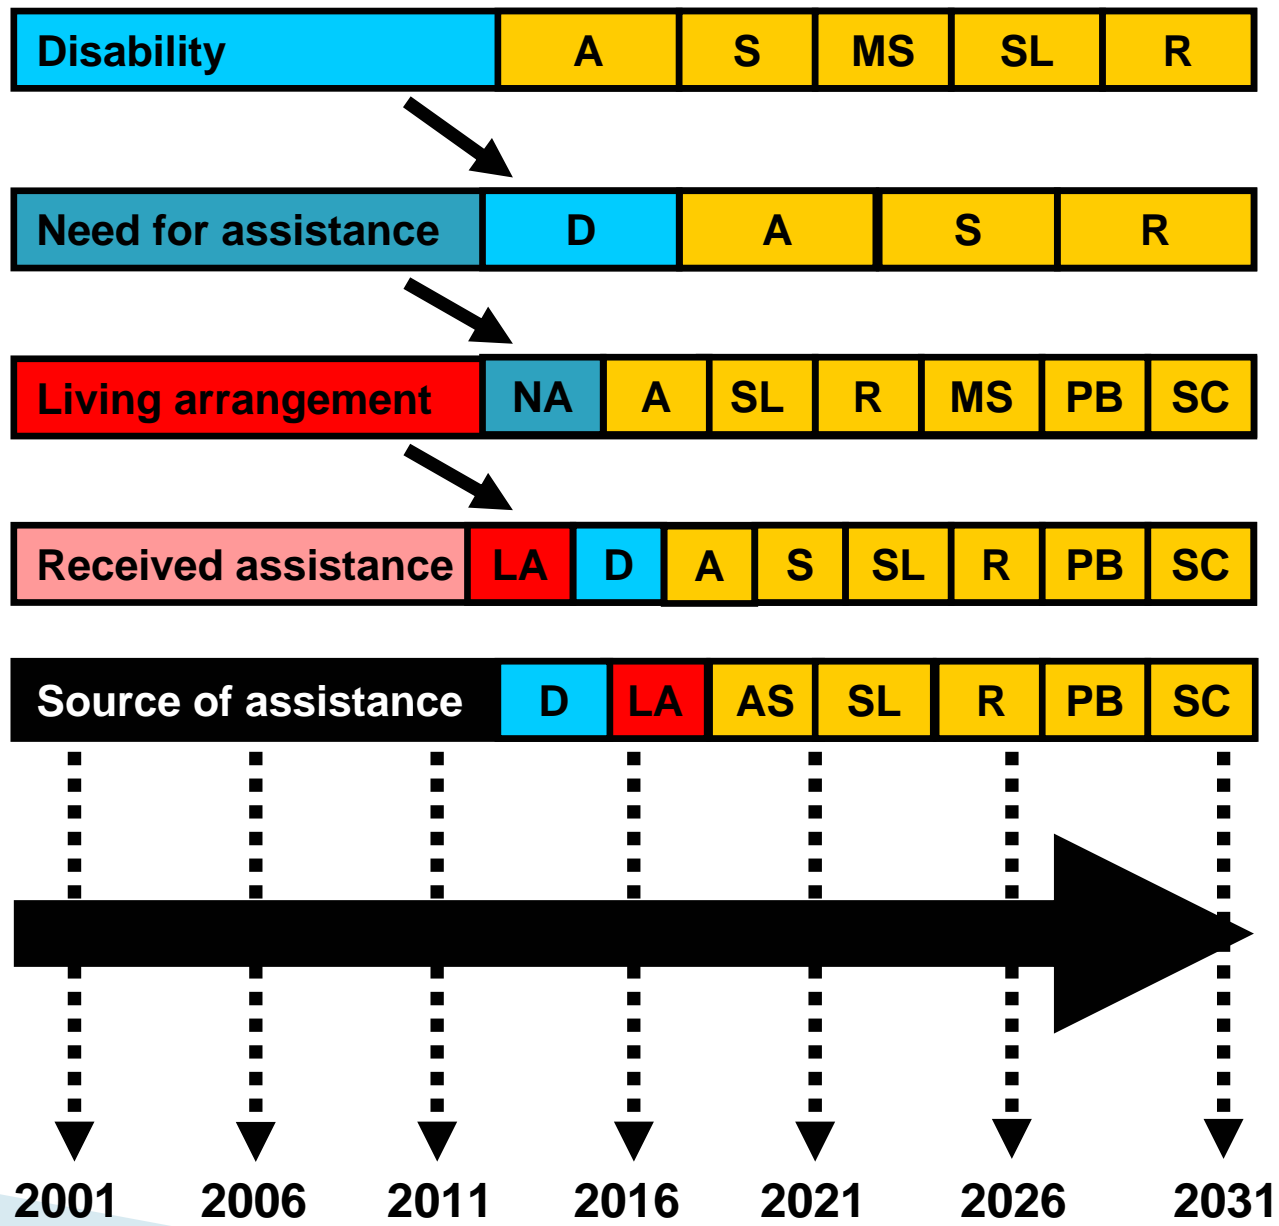 Disability A S MS SL R
Need for assistance D A S R
Living arrangement NA A SL R MS PB SC
Received assistance LA D A S SL R PB SC
Source of assistance D LA AS SL R PB SC
2001 2006 2011 2016 2021 2026 2031